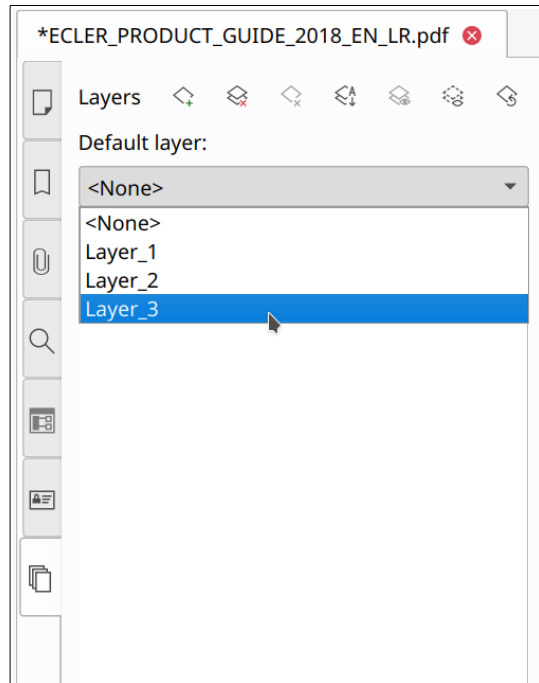 *ECLER_PRODUCT_GUIDE_2018_EN_LR.pdf
Layers
Default layer:
<None>
<None>
Layer_1
Layer_2
Layer_3